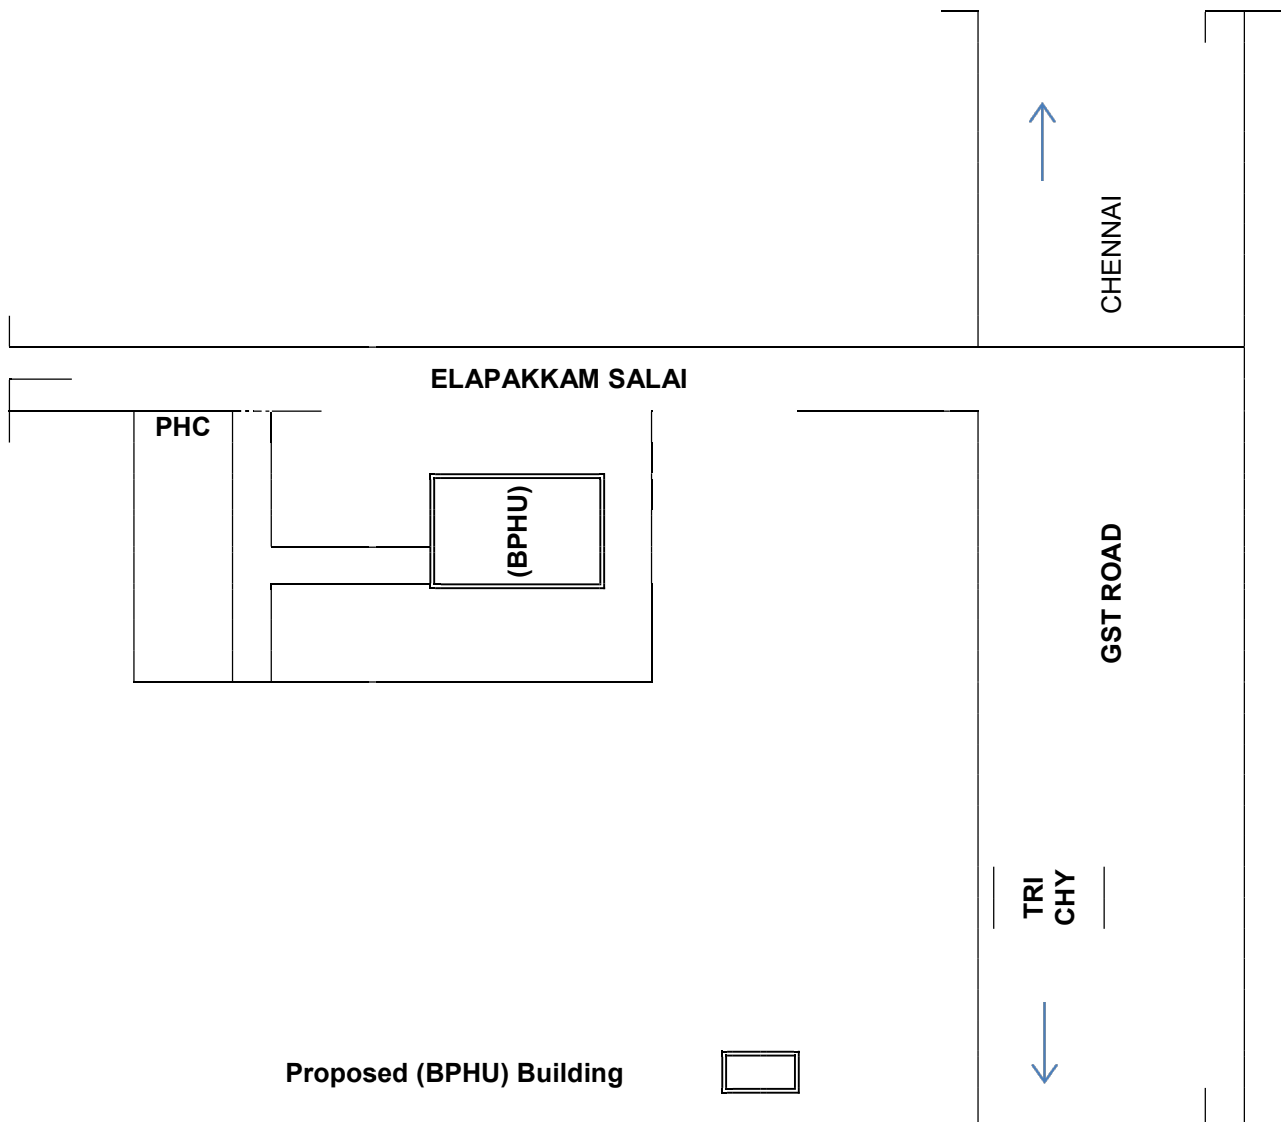 CHENNAI
ELAPAKKAM SALAI
PHC
(BPHU)
GST ROAD
TRI
CHY
Proposed (BPHU) Building